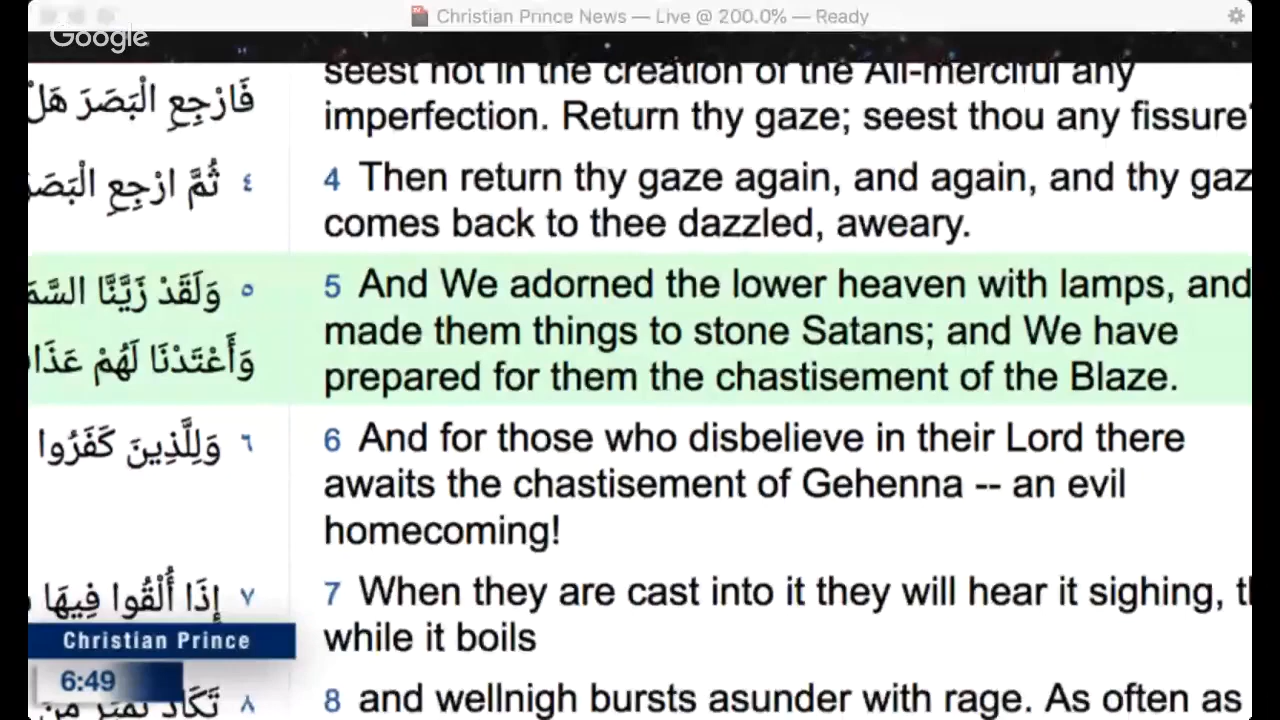 Christian Prince News — Live @ 200.0% — Ready
Google
seest not in the creation of the All-merciful any
فَارْجِعِ الْبَصَرَ هَلْ
imperfection. Return thy gaze; seest thou any fissure?
٤ ثُمَّ ارْجِعِ الْبَصَرَ
4 Then return thy gaze again, and again, and thy gaz
comes back to thee dazzled, aweary.
٥ وَلَقَدْ زَيَّنَّا السَّمَ
5 And We adorned the lower heaven with lamps, and
made them things to stone Satans; and We have
وَأَعْتَدْنَا لَهُمْ عَذَا
prepared for them the chastisement of the Blaze.
٦ وَلِلَّذِينَ كَفَرُوا
6 And for those who disbelieve in their Lord there
awaits the chastisement of Gehenna -- an evil
homecoming!
٧ إِذَا أُلْقُوا فِيهَا
7 When they are cast into it they will hear it sighing, t
while it boils
Christian Prince
6:49
٨ تَكَادُ تَمَيَّزُ مِنَ
8 and wellnigh bursts asunder with rage. As often as